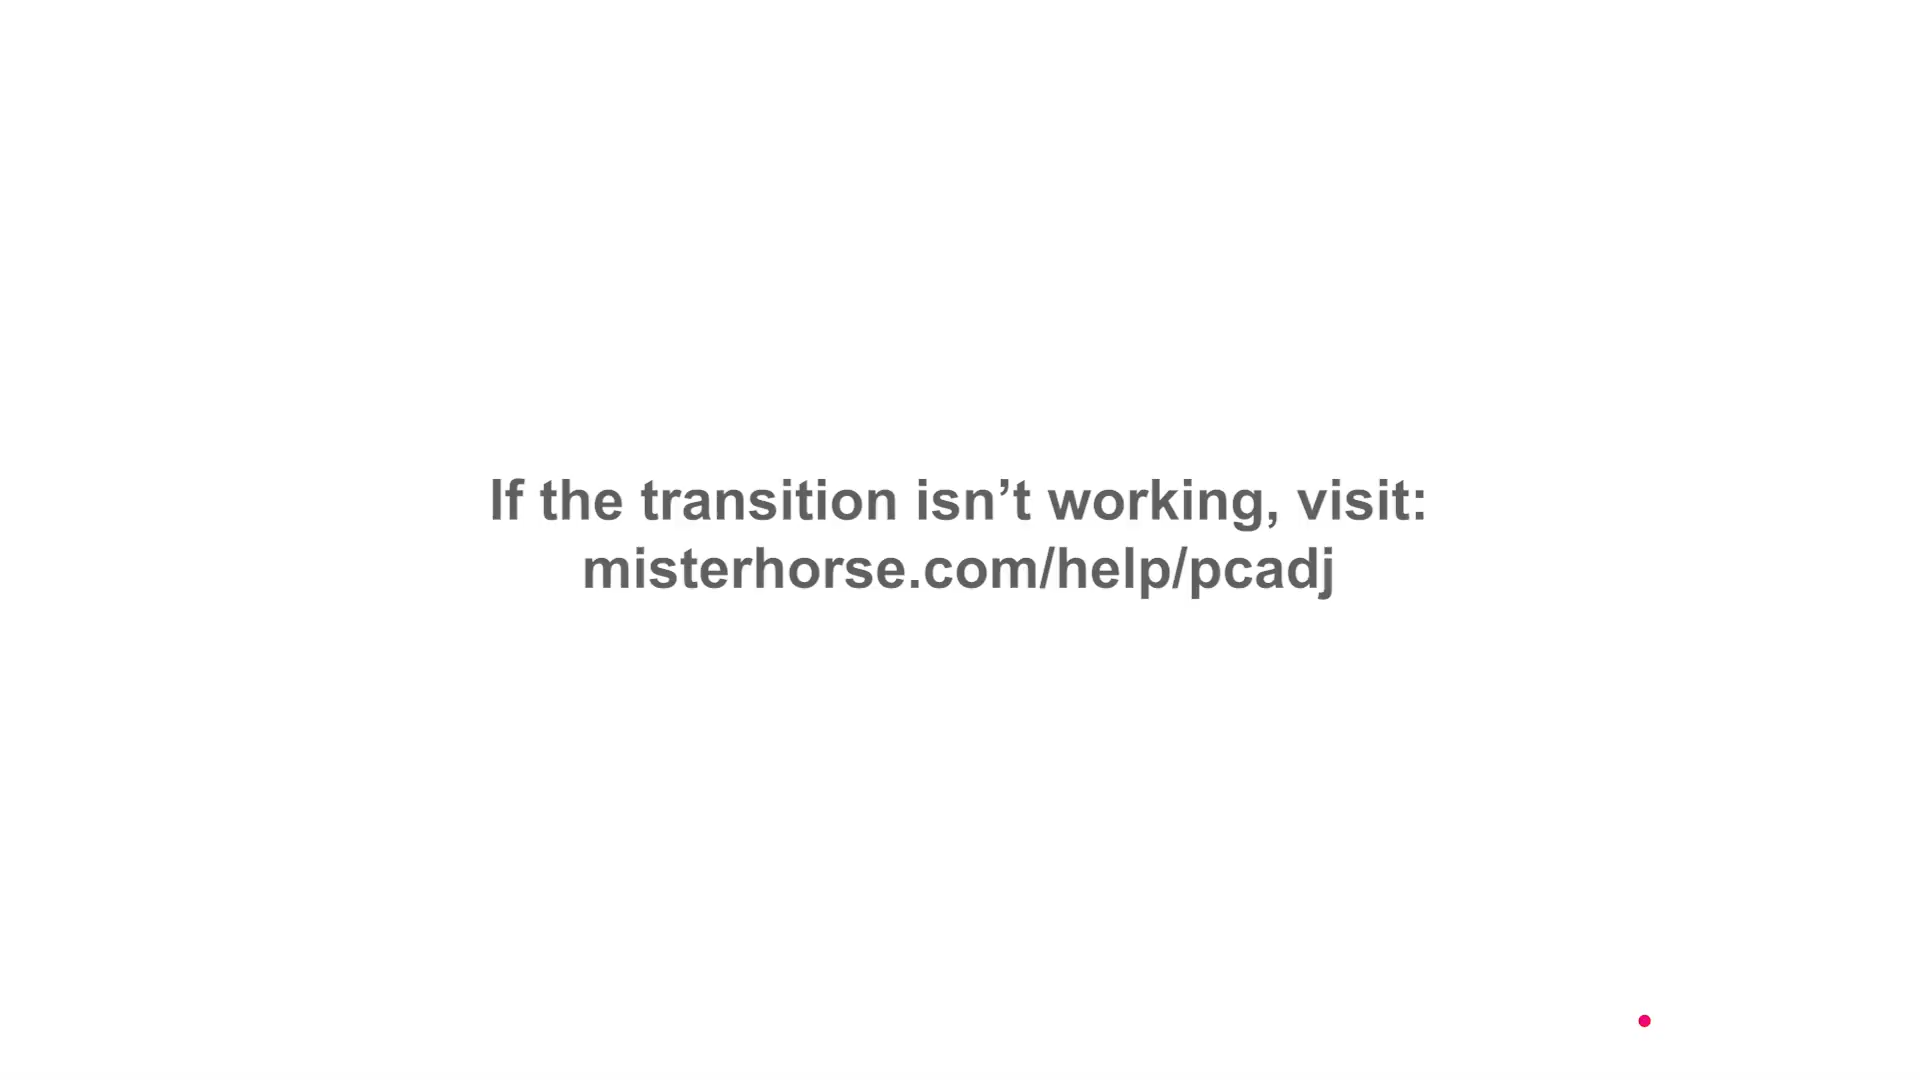 If the transition isn’t working, visit:
misterhorse.com/help/pcadj